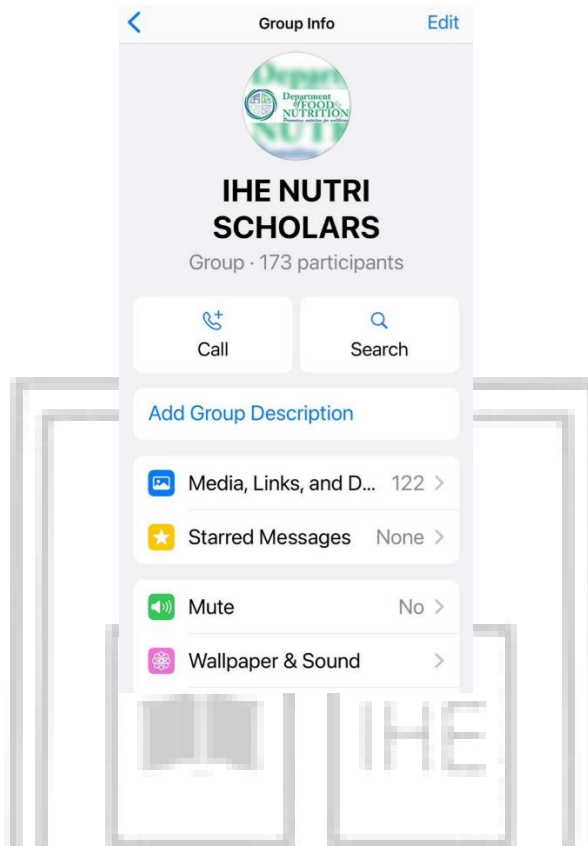 Group Info
Edit
Department
of FOOD &
NUTRITION
IHE NUTRI
SCHOLARS
Group · 173 participants
Call
Search
Add Group Description
Media, Links, and D... 122
Starred Messages None
Mute No
Wallpaper & Sound
IHE